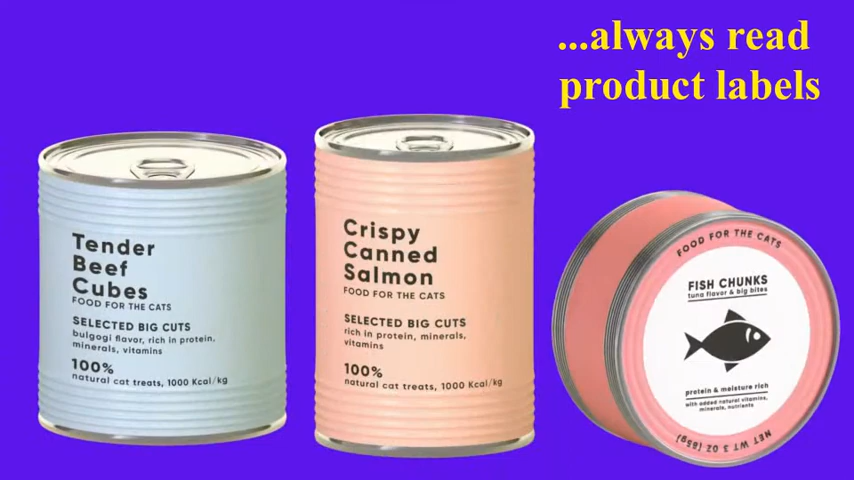 ...always read
product labels
Tender
Beef
Cubes
FOOD FOR THE CATS
SELECTED BIG CUTS
bulgogi flavor, rich in protein,
minerals, vitamins
100%
natural cat treats, 1000 Kcal/kg
Crispy
Canned
Salmon
FOOD FOR THE CATS
SELECTED BIG CUTS
rich in protein, minerals,
vitamins
100%
natural cat treats, 1000 Kcal/kg
FOOD FOR THE CATS
FISH CHUNKS
tuna flavor & big bites
protein & moisture rich
with added natural vitamins,
minerals, nutrients
NET WT 3 OZ (85g)